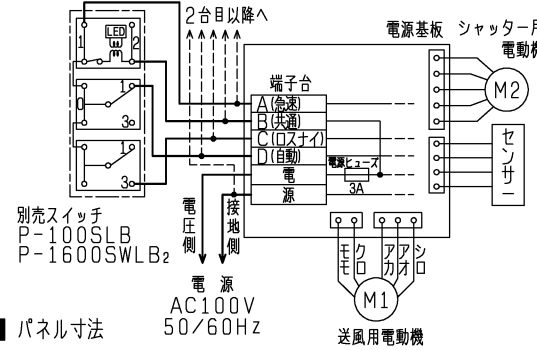 2台目以降へ
電源基板
シャッター用
電動機
LED
1
2
端子台
A(急速)
B(共通)
C(ロスナイ)
D(自動)
電
源
電源ヒューズ
3A
M2
センサー
0
1
3
1
3
別売スイッチ
P-100SLB
P-1600SWLB2
電圧側
接地側
電 源
AC100V
50/60Hz
モモ
クロ
アカ
アオ
シロ
M1
送風用電動機
■ パネル寸法